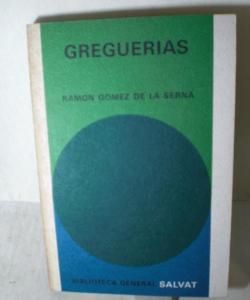 GREGUERIAS
RAMON GOMEZ DE LA SERNA
BIBLIOTECA GENERAL SALVAT